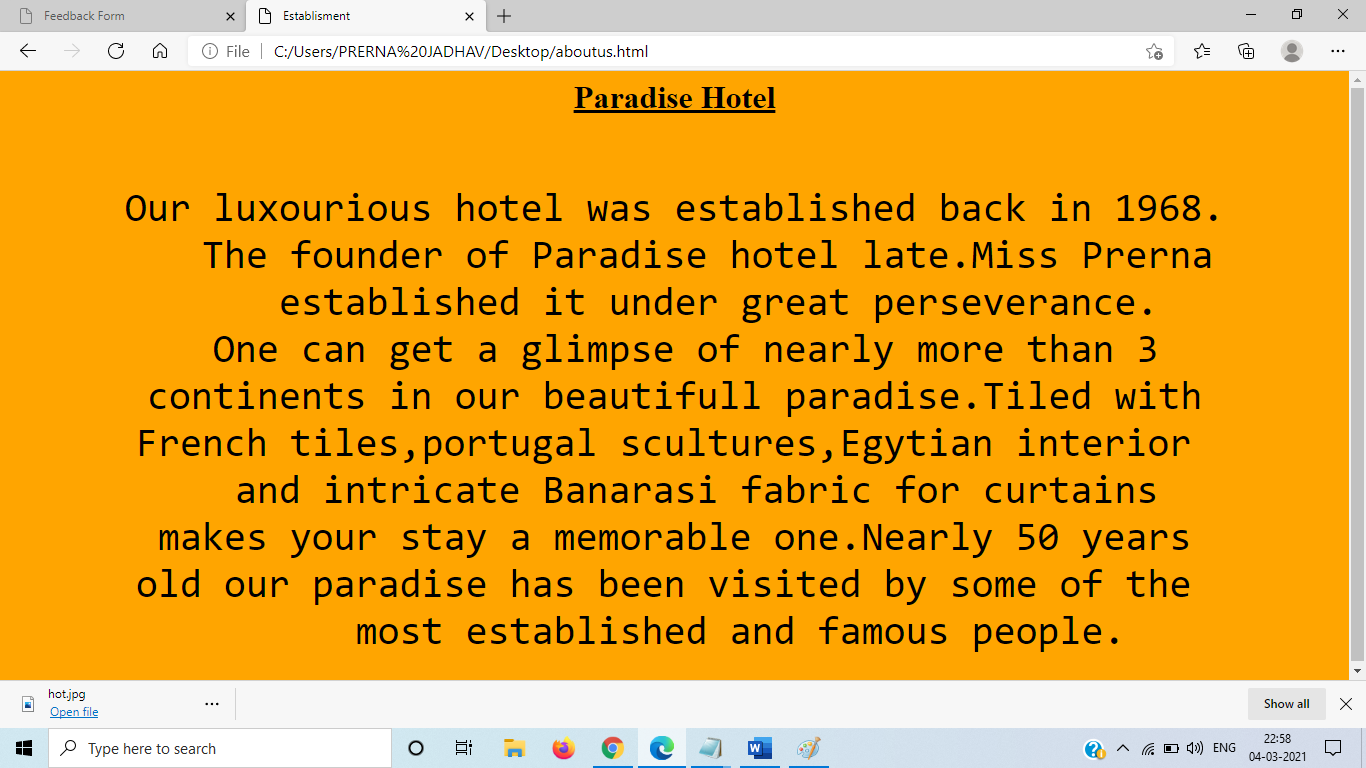 Feedback Form
Establisment
File
C:/Users/PRERNA%20JADHAV/Desktop/aboutus.html
Paradise Hotel
Our luxourious hotel was established back in 1968.
The founder of Paradise hotel late.Miss Prerna
established it under great perseverance.
One can get a glimpse of nearly more than 3
continents in our beautifull paradise.Tiled with
French tiles,portugal scultures,Egytian interior
and intricate Banarasi fabric for curtains
makes your stay a memorable one.Nearly 50 years
old our paradise has been visited by some of the
most established and famous people.
hot.jpg
Open file
Show all
Type here to search
ENG
22:58
04-03-2021